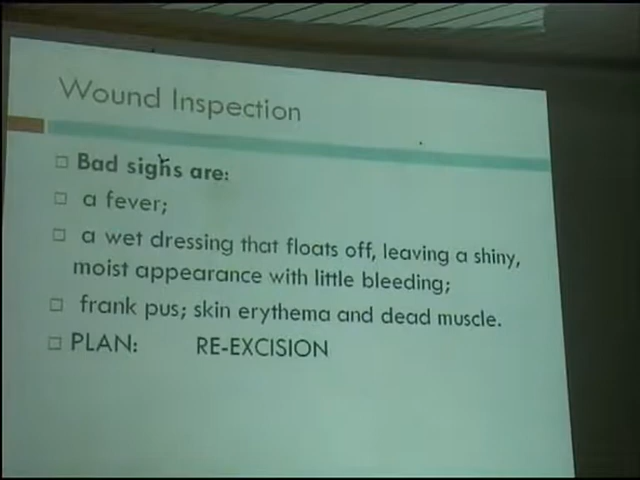 Wound Inspection
Bad signs are:
a fever;
a wet dressing that floats off, leaving a shiny,
moist appearance with little bleeding;
frank pus; skin erythema and dead muscle.
PLAN: RE-EXCISION